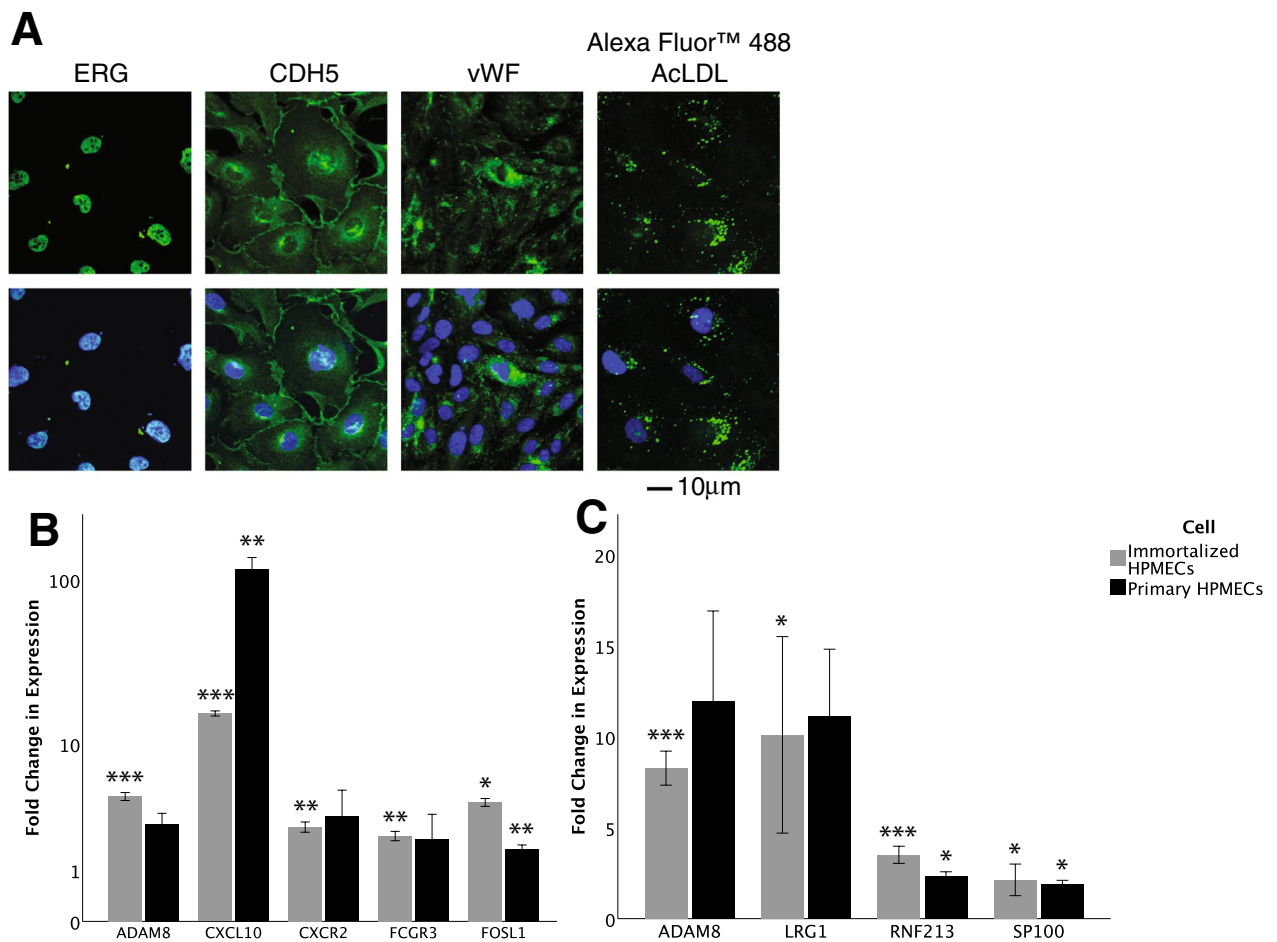 A
ERG
CDH5
vWF
Alexa Fluor™ 488
AcLDL
10µm
B
Fold Change in Expression
100
10
1
0
***
***
**
**
**
*
**
ADAM8
CXCL10
CXCR2
FCGR3
FOSL1
C
Fold Change in Expression
20
15
10
5
0
***
*
***
*
*
*
ADAM8
LRG1
RNF213
SP100
Cell
Immortalized
HPMECs
Primary HPMECs